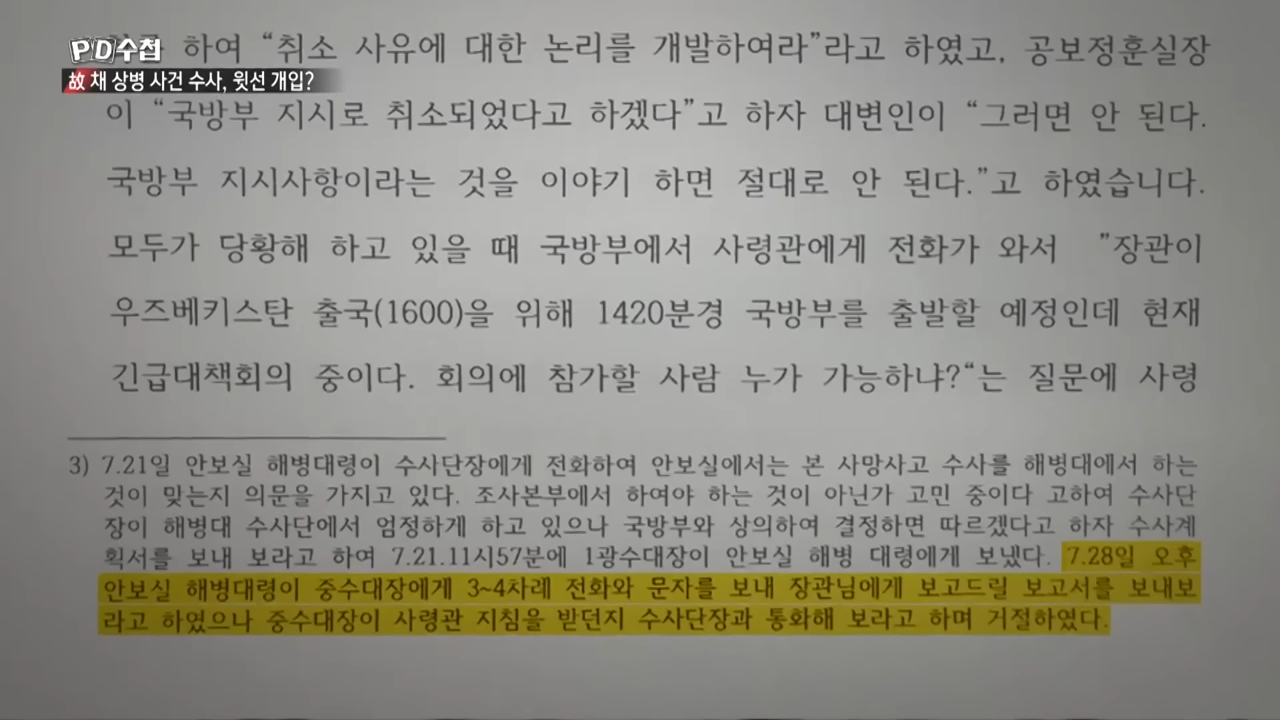 PD수첩
故 채 상병 사건 수사, 윗선 개입?
하여 “취소 사유에 대한 논리를 개발하여라”라고 하였고, 공보정훈실장
이 “국방부 지시로 취소되었다고 하겠다”고 하자 대변인이 “그러면 안 된다.
국방부 지시사항이라는 것을 이야기 하면 절대로 안 된다.”고 하였습니다.
모두가 당황해 하고 있을 때 국방부에서 사령관에게 전화가 와서 ”장관이
우즈베키스탄 출국(1600)을 위해 1420분경 국방부를 출발할 예정인데 현재
긴급대책회의 중이다. 회의에 참가할 사람 누가 가능하냐?“는 질문에 사령
3) 7.21일 안보실 해병대령이 수사단장에게 전화하여 안보실에서는 본 사망사고 수사를 해병대에서 하는
것이 맞는지 의문을 가지고 있다. 조사본부에서 하여야 하는 것이 아닌가 고민 중이다 고하여 수사단
장이 해병대 수사단에서 엄정하게 하고 있으나 국방부와 상의하여 결정하면 따르겠다고 하자 수사계
획서를 보내 보라고 하여 7.21.11시57분에 1광수대장이 안보실 해병 대령에게 보냈다. 7.28일 오후
안보실 해병대령이 중수대장에게 3~4차례 전화와 문자를 보내 장관님에게 보고드릴 보고서를 보내보
라고 하였으나 중수대장이 사령관 지침을 받던지 수사단장과 통화해 보라고 하며 거절하였다.